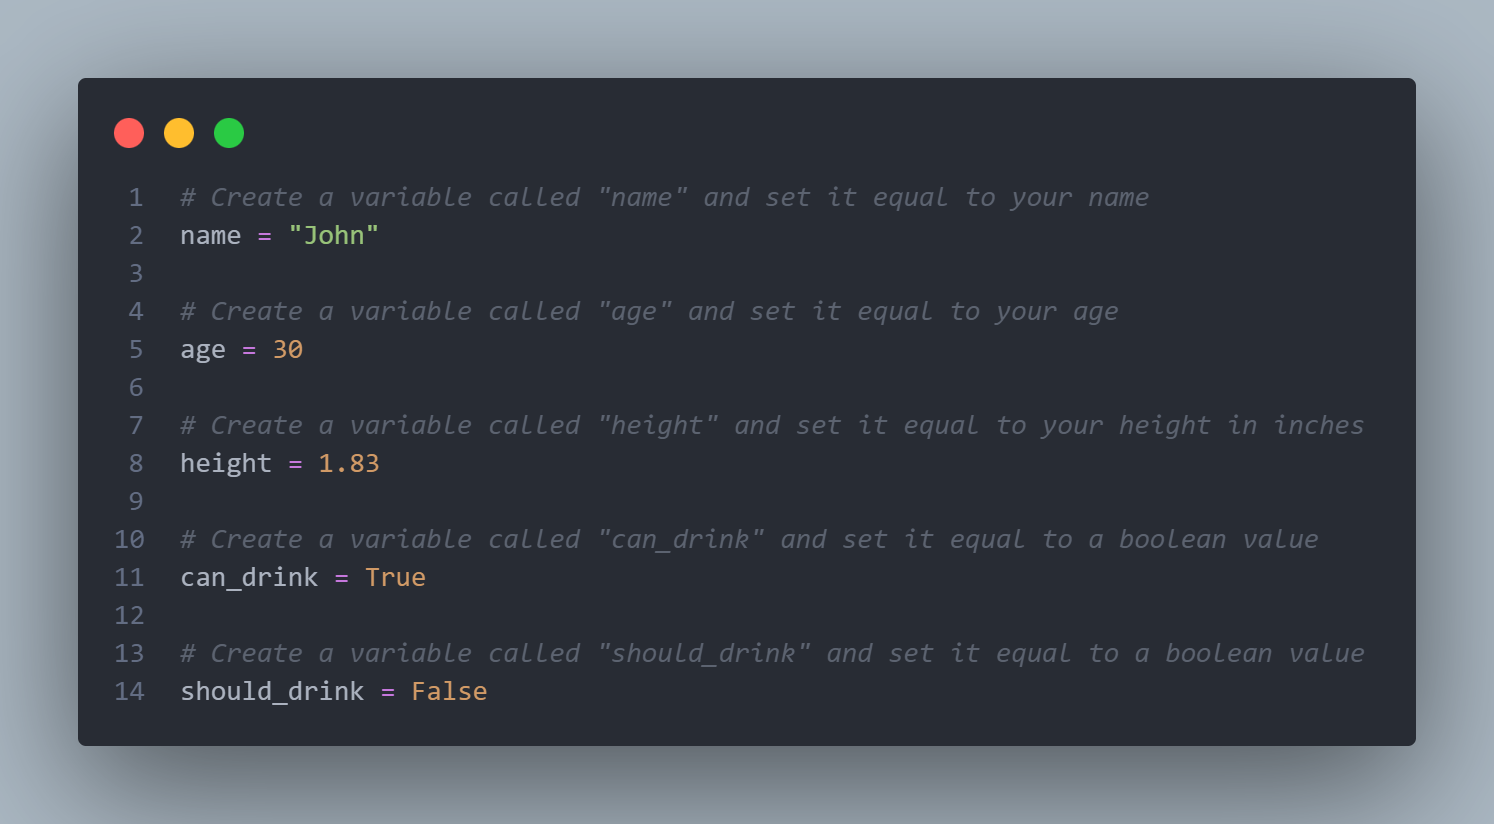 1 # Create a variable called "name" and set it equal to your name
2 name = "John"
3
4 # Create a variable called "age" and set it equal to your age
5 age = 30
6
7 # Create a variable called "height" and set it equal to your height in inches
8 height = 1.83
9
10 # Create a variable called "can_drink" and set it equal to a boolean value
11 can_drink = True
12
13 # Create a variable called "should_drink" and set it equal to a boolean value
14 should_drink = False